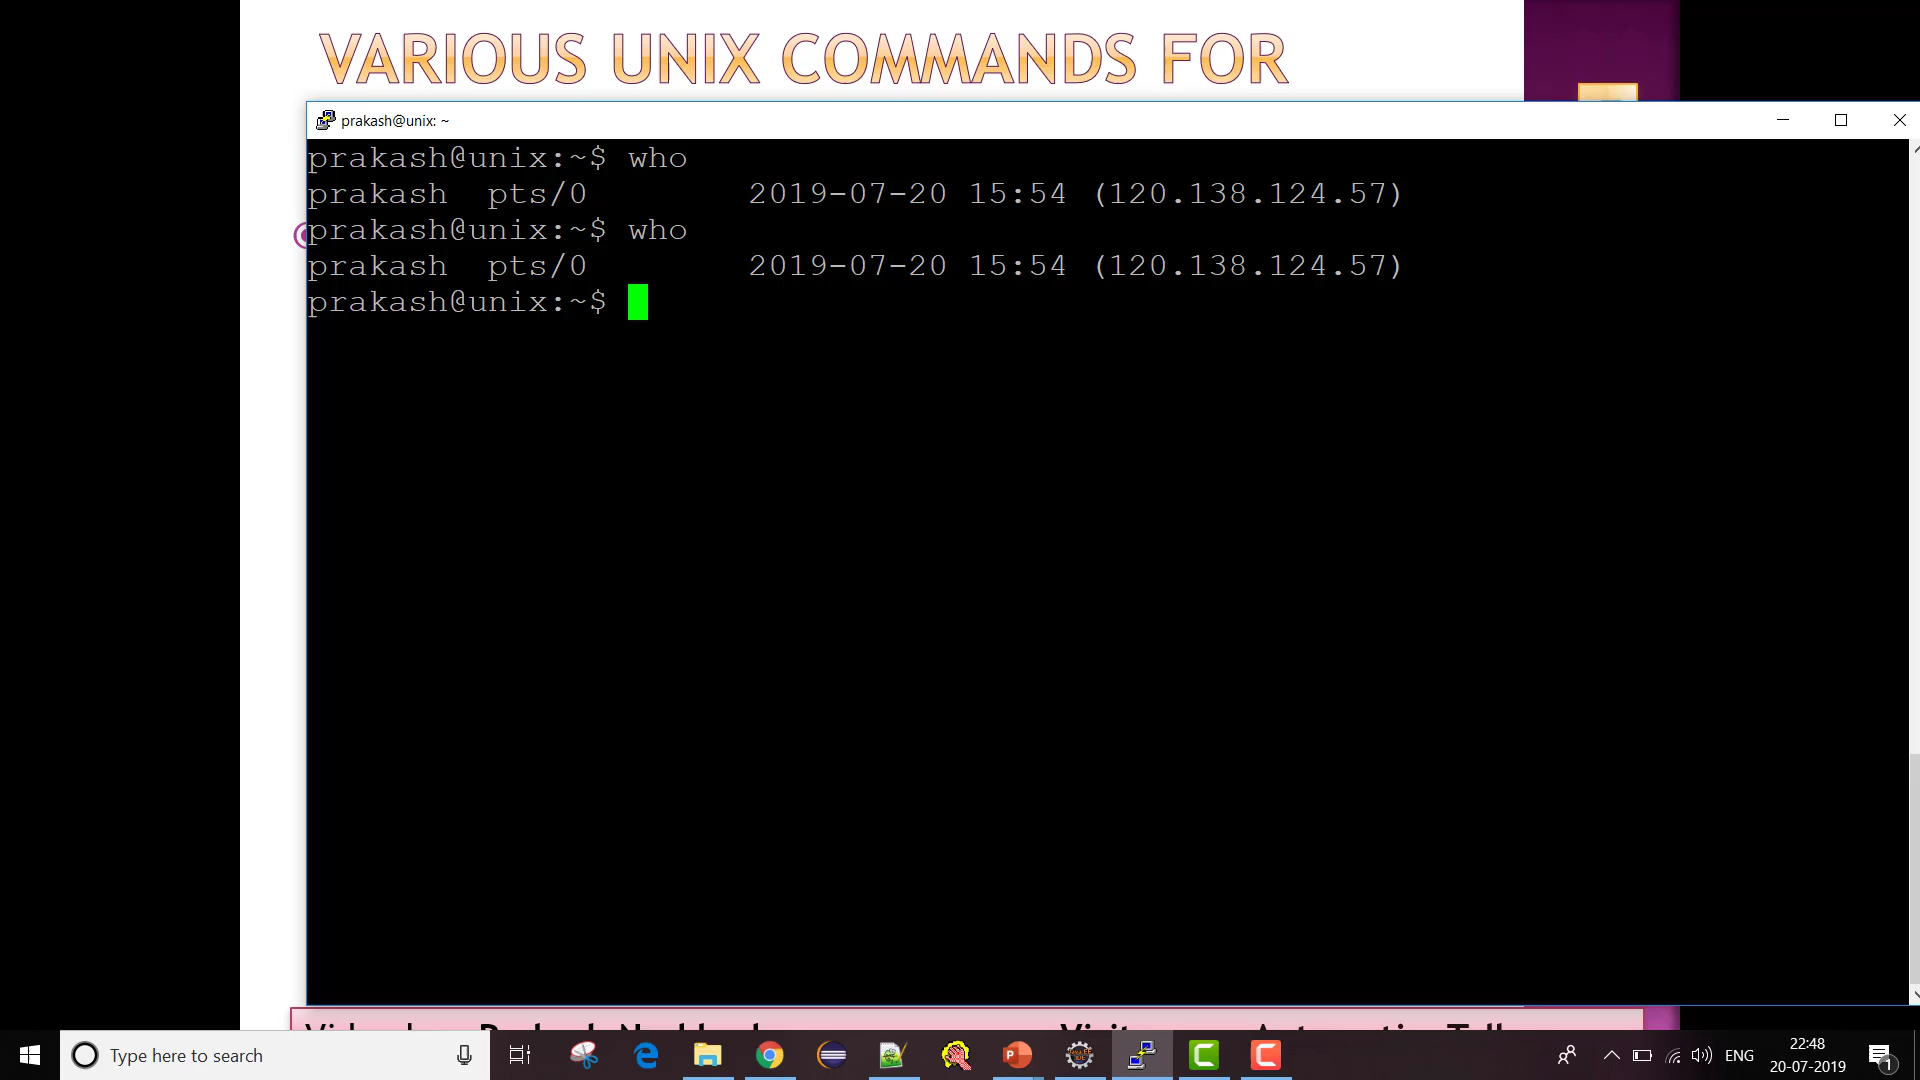 VARIOUS UNIX COMMANDS FOR
prakash@unix: ~
prakash@unix:~$ who
prakash  pts/0        2019-07-20 15:54 (120.138.124.57)
prakash@unix:~$ who
prakash  pts/0        2019-07-20 15:54 (120.138.124.57)
prakash@unix:~$
Type here to search
ENG
22:48
20-07-2019
1